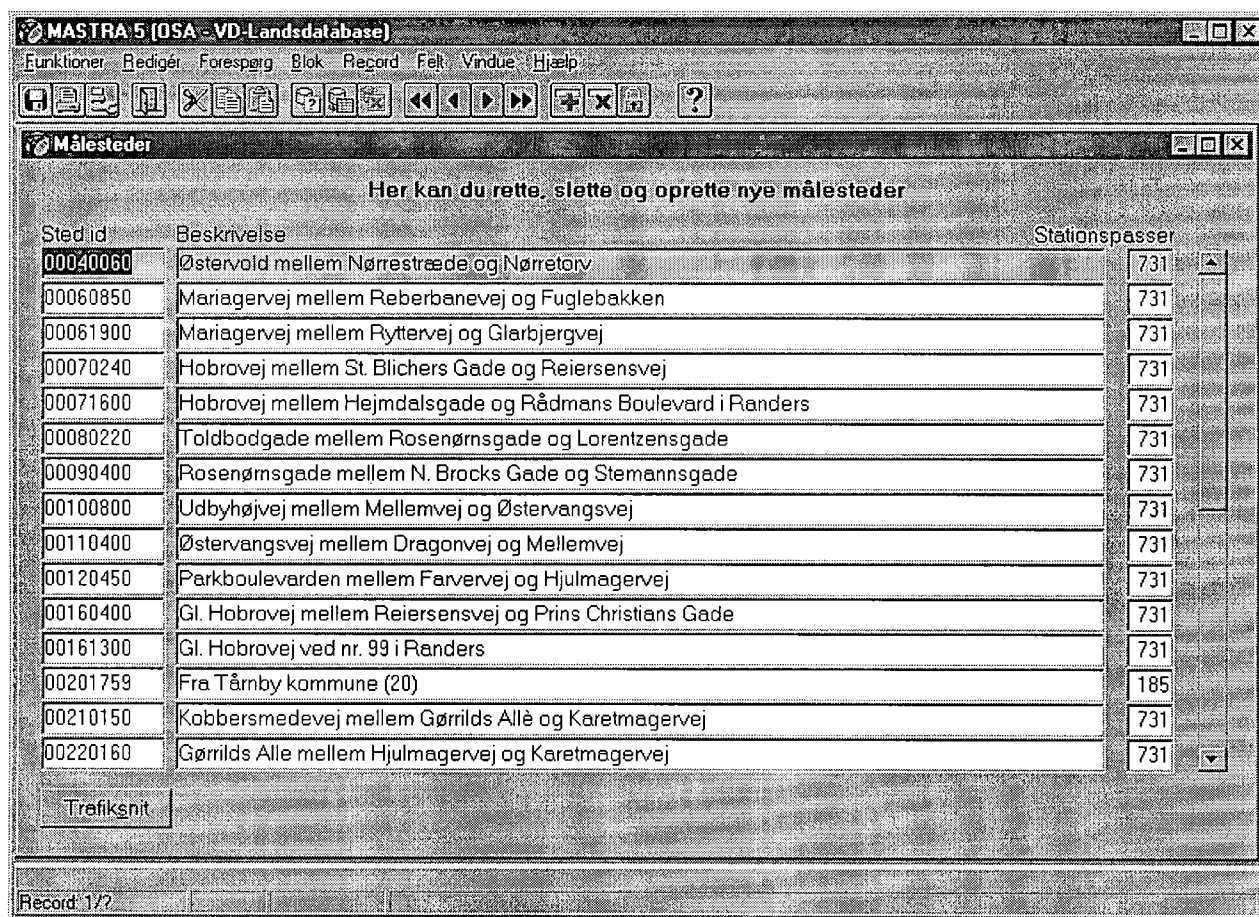 MASTRA 5 (OSA - VD-Landsdatabase)
Funktioner Redigér Forespørg Blok Record Felt Vindue Hjælp
Målesteder
Her kan du rette, slette og oprette nye målesteder
Sted id Beskrivelse Stationspasser
00040060 Østervold mellem Nørrestræde og Nørretorv 731
00060850 Mariagervej mellem Reberbanevej og Fuglebakken 731
00061900 Mariagervej mellem Ryttervej og Glarbjergvej 731
00070240 Hobrovej mellem St. Blichers Gade og Reiersensvej 731
00071600 Hobrovej mellem Hejmdalsgade og Rådmans Boulevard i Randers 731
00080220 Toldbodgade mellem Rosenørnsgade og Lorentzensgade 731
00090400 Rosenørnsgade mellem N. Brocks Gade og Stemannsgade 731
00100800 Udbyhøjvej mellem Mellemvej og Østervangsvej 731
00110400 Østervangsvej mellem Dragonvej og Mellemvej 731
00120450 Parkboulevarden mellem Farvervej og Hjulmagervej 731
00160400 Gl. Hobrovej mellem Reiersensvej og Prins Christians Gade 731
00161300 Gl. Hobrovej ved nr. 99 i Randers 731
00201759 Fra Tårnby kommune (20) 185
00210150 Kobbersmedevej mellem Gørrilds Allè og Karetmagervej 731
00220160 Gørrilds Alle mellem Hjulmagervej og Karetmagervej 731
Trafiksnit
Record: 1/?